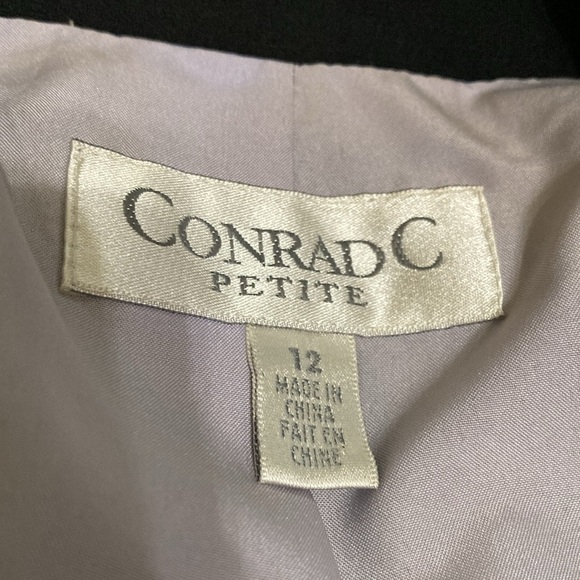 CONRAD C
PETITE
12
MADE IN
CHINA
FAIT EN
CHINE